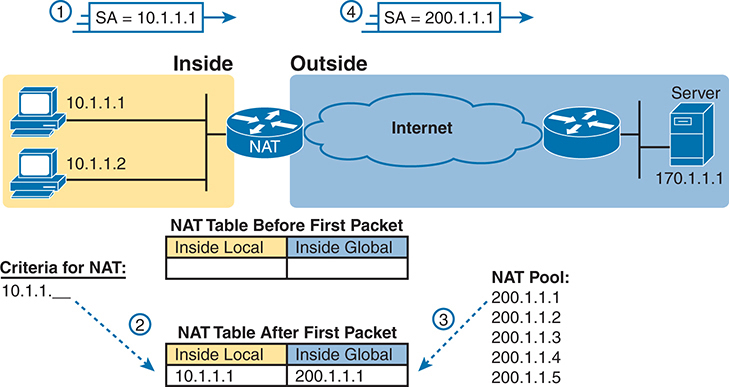 1
SA = 10.1.1.1
4
SA = 200.1.1.1
Inside
Outside
10.1.1.1
10.1.1.2
NAT
Internet
Server
170.1.1.1
NAT Table Before First Packet
Inside Local
Inside Global
Criteria for NAT:
10.1.1.__
2
NAT Table After First Packet
Inside Local
Inside Global
10.1.1.1
200.1.1.1
3
NAT Pool:
200.1.1.1
200.1.1.2
200.1.1.3
200.1.1.4
200.1.1.5